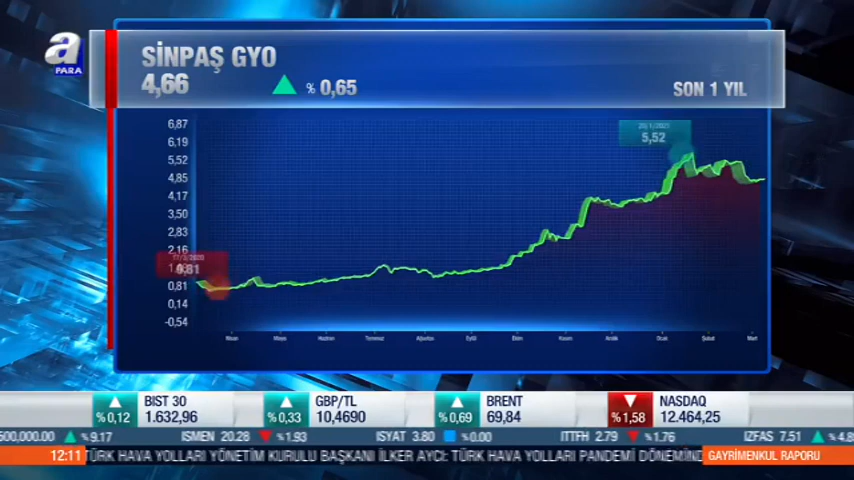 a
PARA
SİNPAŞ GYO
4,66
% 0,65
SON 1 YIL
6,87
6,19
5,52
4,85
4,17
3,50
2,83
2,16
0,81
0,14
-0,54
5,52
17/3/2020
0,81
Nisan Mayıs Haziran Temmuz Ağustos Eylül Ekim Kasım Aralık Ocak Şubat Mart
% 0,12 BIST 30 1.632,96
% 0,33 GBP/TL 10,4690
% 0,69 BRENT 69,84
% 1,58 NASDAQ 12.464,25
500,000.00 %9.17 ISMEN 20.28 %1.93 ISYAT 3.80 %0.00 ITTFH 2.79 %1.76 IZFAS 7.51 %4.8
12:11 TÜRK HAVA YOLLARI YÖNETİM KURULU BAŞKANI İLKER AYCI: TÜRK HAVA YOLLARI PANDEMİ DÖNEMİND GAYRİMENKUL RAPORU